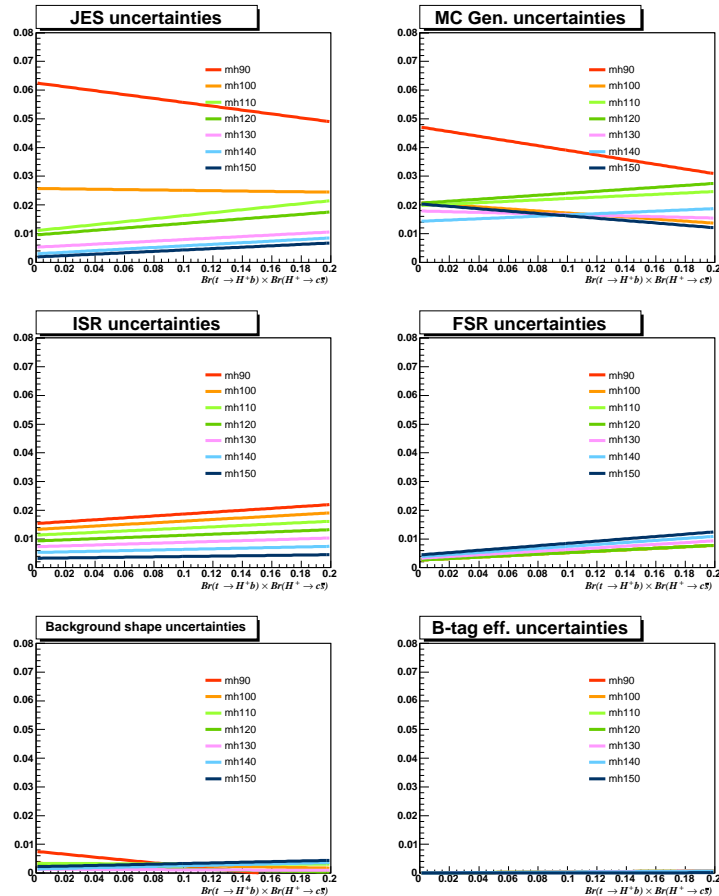 JES uncertainties
0.08
0.07
0.06
0.05
0.04
0.03
0.02
0.01
0
mh90
mh100
mh110
mh120
mh130
mh140
mh150
0 0.02 0.04 0.06 0.08 0.1 0.12 0.14 0.16 0.18 0.2
Br(t → H⁺b) × Br(H⁺ → cs̄)
MC Gen. uncertainties
0.08
0.07
0.06
0.05
0.04
0.03
0.02
0.01
0
mh90
mh100
mh110
mh120
mh130
mh140
mh150
0 0.02 0.04 0.06 0.08 0.1 0.12 0.14 0.16 0.18 0.2
Br(t → H⁺b) × Br(H⁺ → cs̄)
ISR uncertainties
0.08
0.07
0.06
0.05
0.04
0.03
0.02
0.01
0
mh90
mh100
mh110
mh120
mh130
mh140
mh150
0 0.02 0.04 0.06 0.08 0.1 0.12 0.14 0.16 0.18 0.2
Br(t → H⁺b) × Br(H⁺ → cs̄)
FSR uncertainties
0.08
0.07
0.06
0.05
0.04
0.03
0.02
0.01
0
mh90
mh100
mh110
mh120
mh130
mh140
mh150
0 0.02 0.04 0.06 0.08 0.1 0.12 0.14 0.16 0.18 0.2
Br(t → H⁺b) × Br(H⁺ → cs̄)
Background shape uncertainties
0.08
0.07
0.06
0.05
0.04
0.03
0.02
0.01
0
mh90
mh100
mh110
mh120
mh130
mh140
mh150
0 0.02 0.04 0.06 0.08 0.1 0.12 0.14 0.16 0.18 0.2
Br(t → H⁺b) × Br(H⁺ → cs̄)
B-tag eff. uncertainties
0.08
0.07
0.06
0.05
0.04
0.03
0.02
0.01
0
mh90
mh100
mh110
mh120
mh130
mh140
mh150
0 0.02 0.04 0.06 0.08 0.1 0.12 0.14 0.16 0.18 0.2
Br(t → H⁺b) × Br(H⁺ → cs̄)